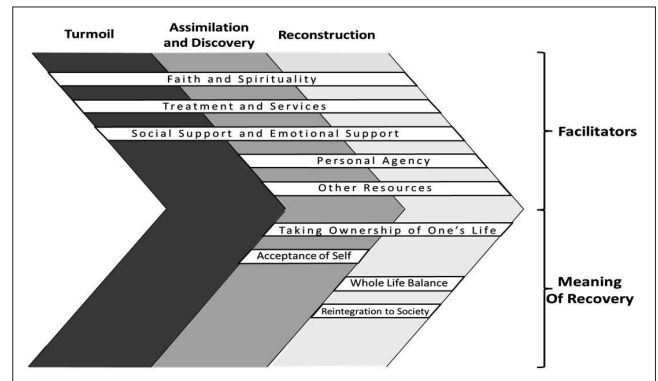 Turmoil
Assimilation
and Discovery
Reconstruction
Faith and Spirituality
Treatment and Services
Social Support and Emotional Support
Personal Agency
Other Resources
Facilitators
Taking Ownership of One's Life
Acceptance of Self
Whole Life Balance
Reintegration to Society
Meaning
Of Recovery